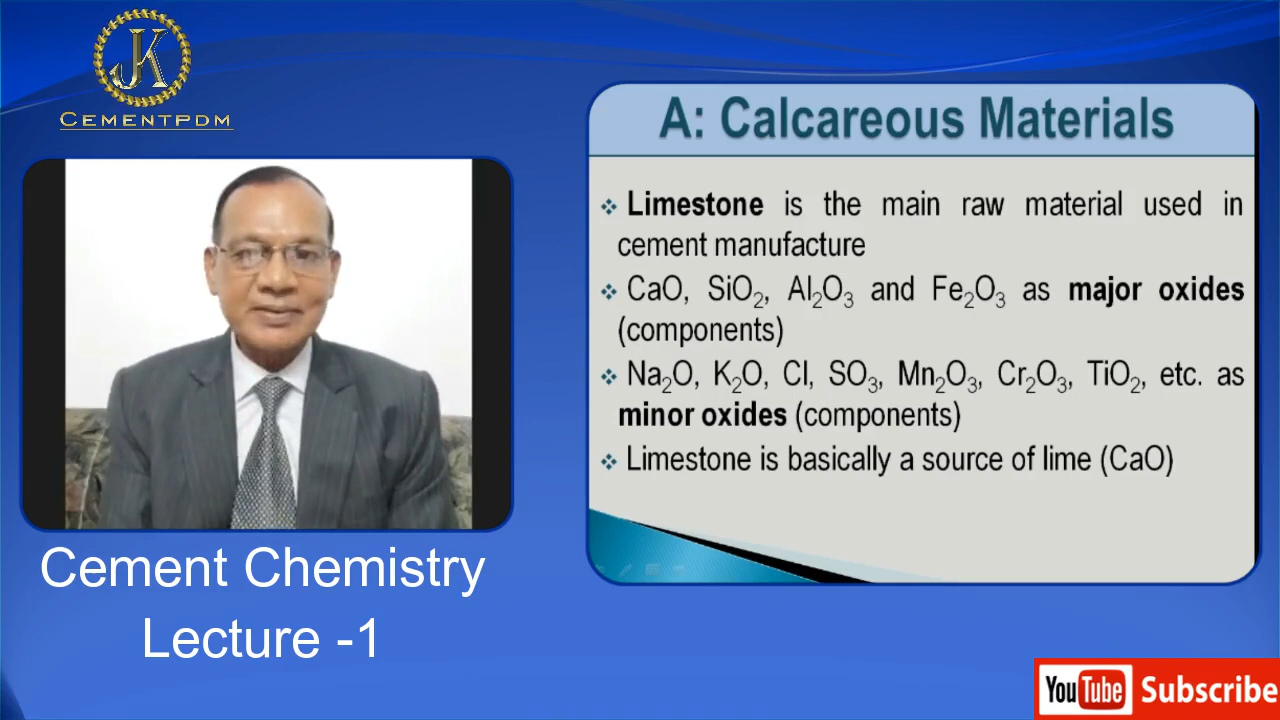 JK
CEMENTPDM
A: Calcareous Materials
❖ Limestone is the main raw material used in
cement manufacture
❖ CaO, SiO₂, Al₂O₃ and Fe₂O₃ as major oxides
(components)
❖ Na₂O, K₂O, Cl, SO₃, Mn₂O₃, Cr₂O₃, TiO₂, etc. as
minor oxides (components)
❖ Limestone is basically a source of lime (CaO)
Cement Chemistry
Lecture -1
YouTube Subscribe